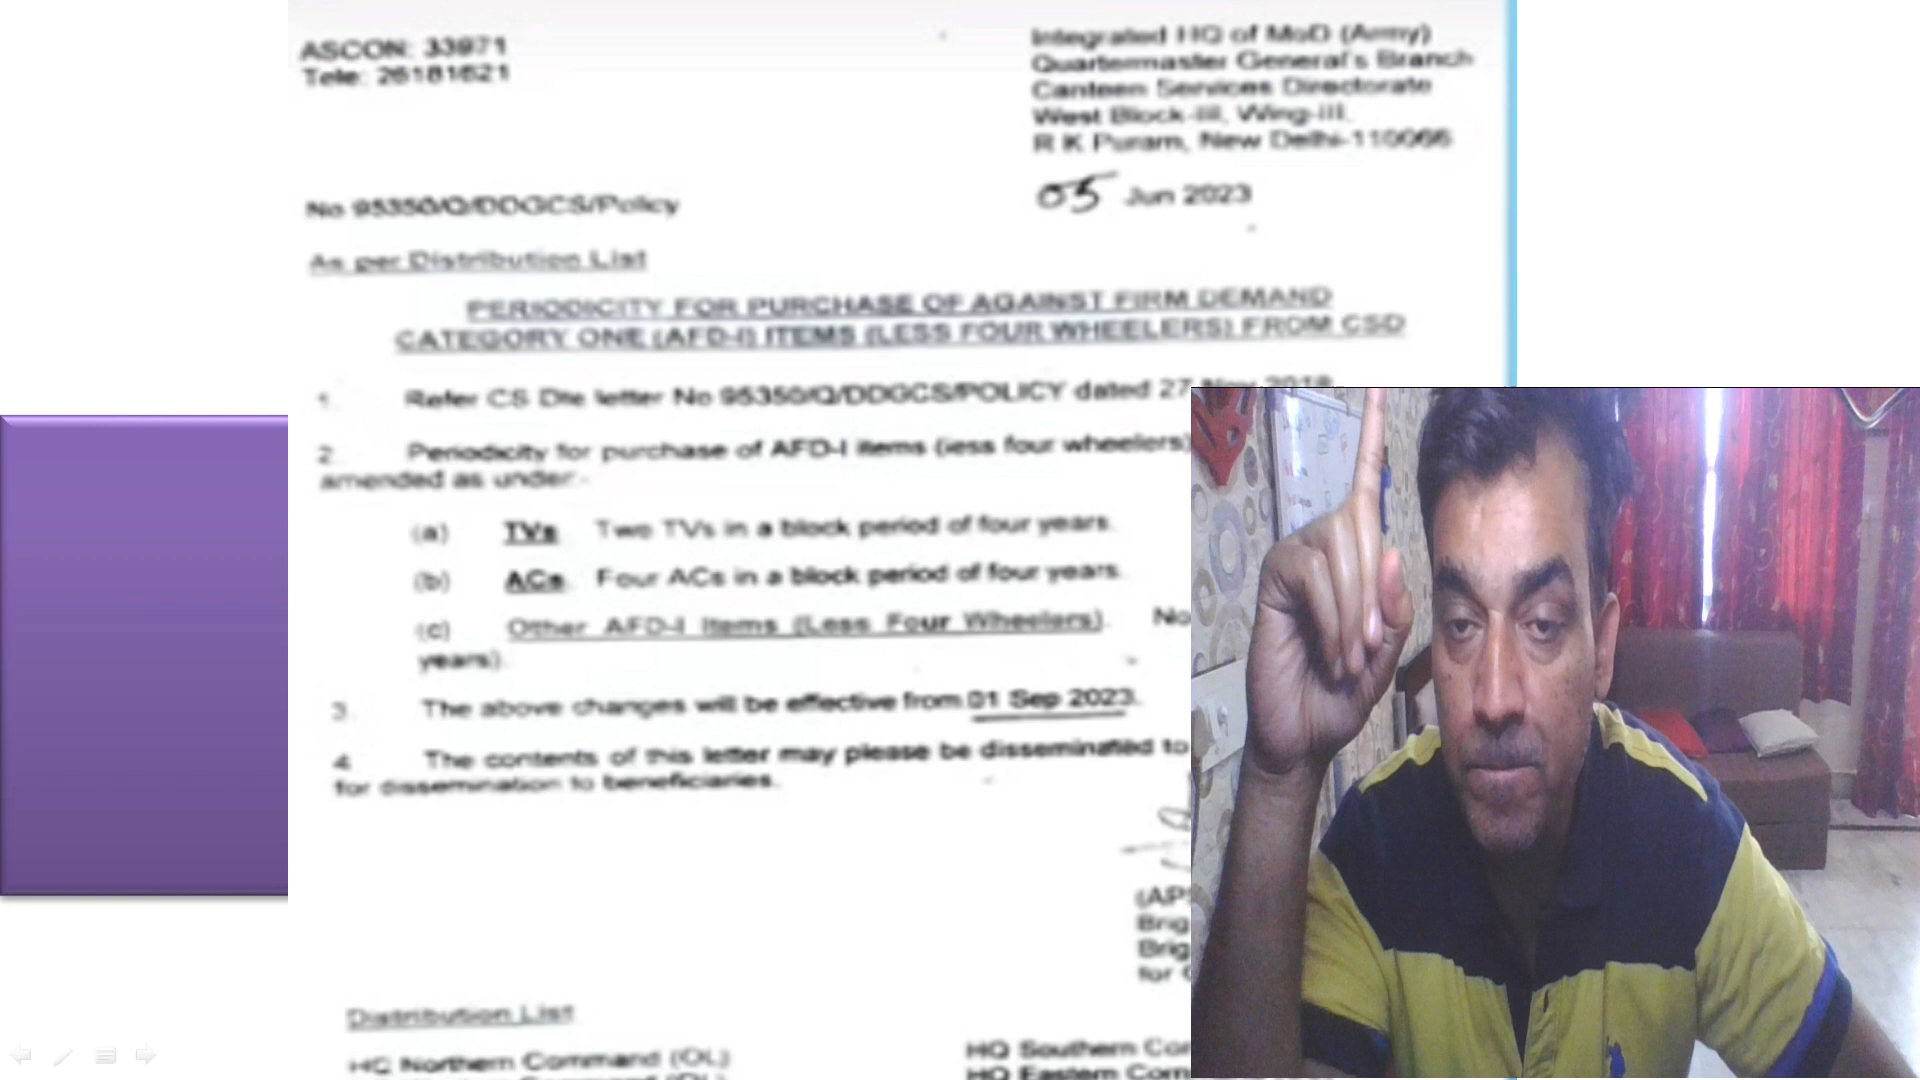 ASCON: 33971
Tele: 26181621
Integrated HQ of MoD (Army)
Quartermaster General's Branch
Canteen Services Directorate
West Block-III, Wing-III,
R K Puram, New Delhi-110066
05 Jun 2023
No 95350/Q/DDGCS/Policy
As per Distribution List
PERIODICITY FOR PURCHASE OF AGAINST FIRM DEMAND
CATEGORY ONE (AFD-I) ITEMS (LESS FOUR WHEELERS) FROM CSD
1. Refer CS Dte letter No 95350/Q/DDGCS/POLICY dated 27 Nov 2018
2. Periodicity for purchase of AFD-I items (less four wheelers)
amended as under:-
(a) TVs Two TVs in a block period of four years.
(b) ACs. Four ACs in a block period of four years.
(c) Other AFD-I Items (Less Four Wheelers). No
years).
3. The above changes will be effective from 01 Sep 2023.
4. The contents of this letter may please be disseminated to
for dissemination to beneficiaries.
(AP
Brig
Brig
for
Distribution List
HQ Northern Command (OL)
HQ Southern Co
HQ Eastern Com